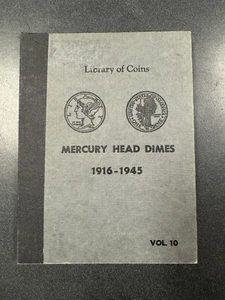 Library of Coins
MERCURY HEAD DIMES
1916-1945
VOL. 10